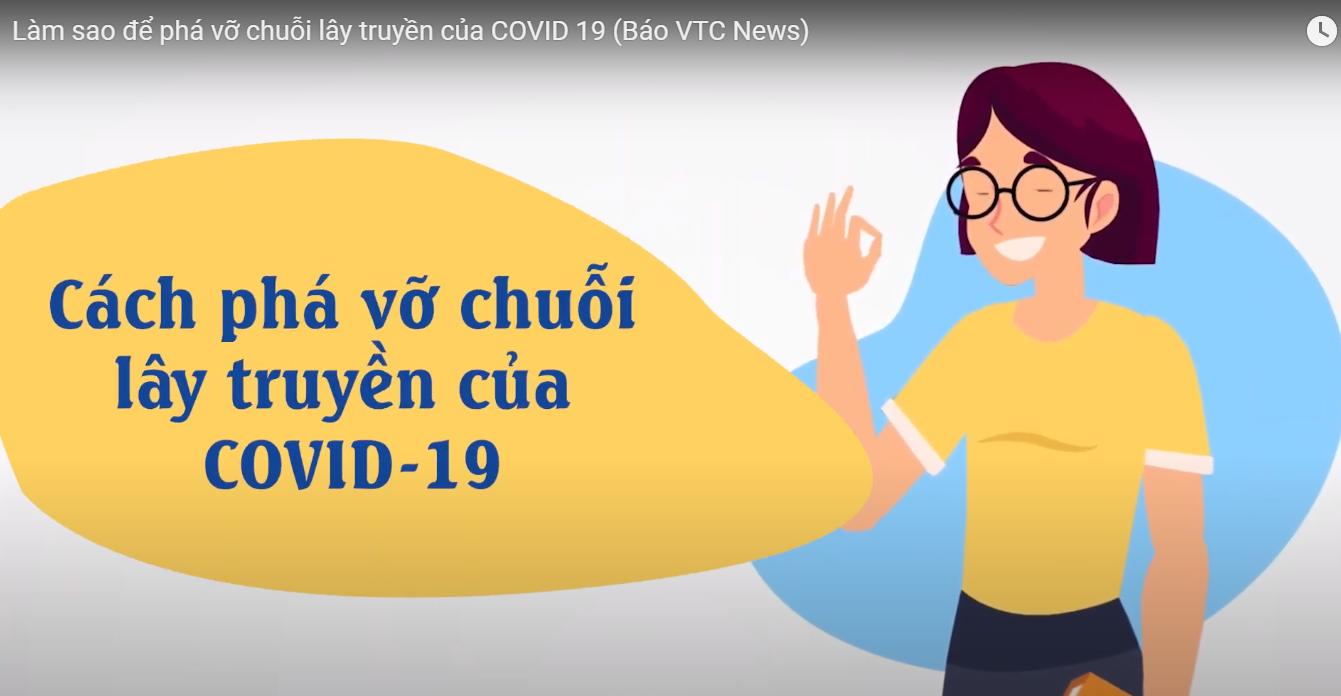 Làm sao để phá vỡ chuỗi lây truyền của COVID 19 (Báo VTC News)
Cách phá vỡ chuỗi
lây truyền của
COVID-19